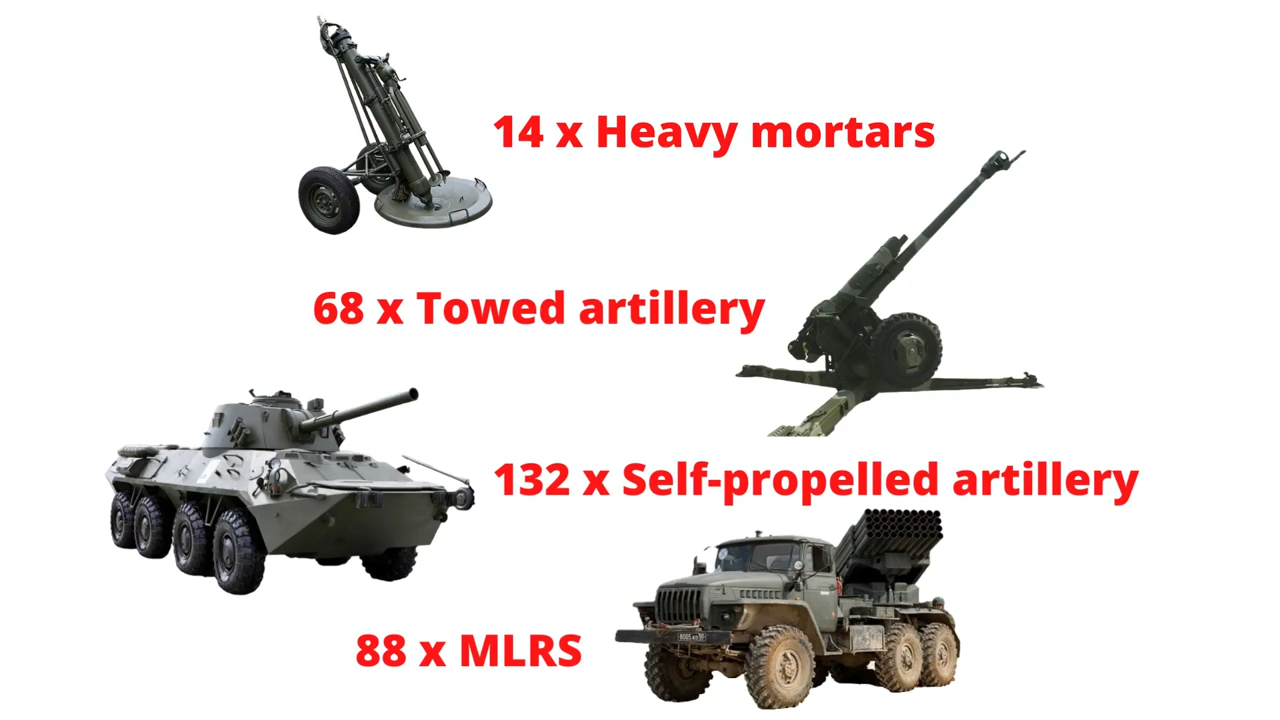 14 x Heavy mortars
68 x Towed artillery
132 x Self-propelled artillery
88 x MLRS